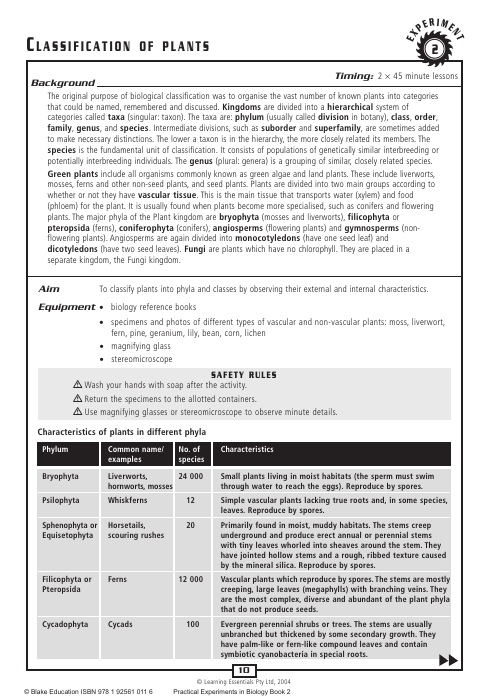 EXPERIMENT
2
CLASSIFICATION OF PLANTS
Timing: 2 × 45 minute lessons
Background
The original purpose of biological classification was to organise the vast number of known plants into categories
that could be named, remembered and discussed. Kingdoms are divided into a hierarchical system of
categories called taxa (singular: taxon). The taxa are: phylum (usually called division in botany), class, order,
family, genus, and species. Intermediate divisions, such as suborder and superfamily, are sometimes added
to make necessary distinctions. The lower a taxon is in the hierarchy, the more closely related its members. The
species is the fundamental unit of classification. It consists of populations of genetically similar interbreeding or
potentially interbreeding individuals. The genus (plural: genera) is a grouping of similar, closely related species.
Green plants include all organisms commonly known as green algae and land plants. These include liverworts,
mosses, ferns and other non-seed plants, and seed plants. Plants are divided into two main groups according to
whether or not they have vascular tissue. This is the main tissue that transports water (xylem) and food
(phloem) for the plant. It is usually found when plants become more specialised, such as conifers and flowering
plants. The major phyla of the Plant kingdom are bryophyta (mosses and liverworts), filicophyta or
pteropsida (ferns), coniferophyta (conifers), angiosperms (flowering plants) and gymnosperms (non-
flowering plants). Angiosperms are again divided into monocotyledons (have one seed leaf) and
dicotyledons (have two seed leaves). Fungi are plants which have no chlorophyll. They are placed in a
separate kingdom, the Fungi kingdom.
Aim To classify plants into phyla and classes by observing their external and internal characteristics.
Equipment • biology reference books
• specimens and photos of different types of vascular and non-vascular plants: moss, liverwort,
fern, pine, geranium, lily, bean, corn, lichen
• magnifying glass
• stereomicroscope
SAFETY RULES
Wash your hands with soap after the activity.
Return the specimens to the allotted containers.
Use magnifying glasses or stereomicroscope to observe minute details.
Characteristics of plants in different phyla
Phylum Common name/ No. of Characteristics
examples species
Bryophyta Liverworts, 24 000 Small plants living in moist habitats (the sperm must swim
hornworts, mosses through water to reach the eggs). Reproduce by spores.
Psilophyta Whiskferns 12 Simple vascular plants lacking true roots and, in some species,
leaves. Reproduce by spores.
Sphenophyta or Horsetails, 20 Primarily found in moist, muddy habitats. The stems creep
Equisetophyta scouring rushes underground and produce erect annual or perennial stems
with tiny leaves whorled into sheaves around the stem. They
have jointed hollow stems and a rough, ribbed texture caused
by the mineral silica. Reproduce by spores.
Filicophyta or Ferns 12 000 Vascular plants which reproduce by spores. The stems are mostly
Pteropsida creeping, large leaves (megaphylls) with branching veins. They
are the most complex, diverse and abundant of the plant phyla
that do not produce seeds.
Cycadophyta Cycads 100 Evergreen perennial shrubs or trees. The stems are usually
unbranched but thickened by some secondary growth. They
have palm-like or fern-like compound leaves and contain
symbiotic cyanobacteria in special roots.
10
© Learning Essentials Pty Ltd, 2004
© Blake Education ISBN 978 1 92561 011 6 Practical Experiments in Biology Book 2